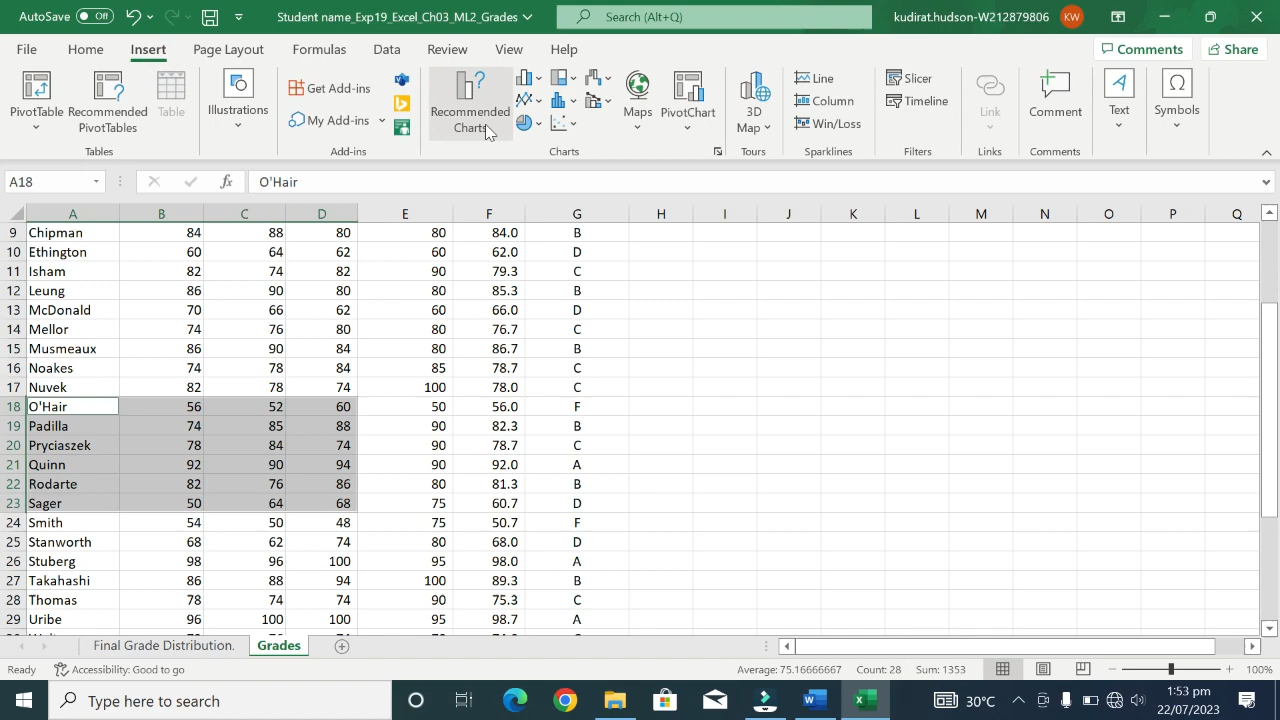 AutoSave Off Student name_Exp19_Excel_Ch03_ML2_Grades Search (Alt+Q) kudirat.hudson-W212879806 KW
File Home Insert Page Layout Formulas Data Review View Help Comments Share
PivotTable Recommended PivotTables Table Illustrations Get Add-ins My Add-ins Recommended Charts Maps PivotChart 3D Map Line Column Win/Loss Slicer Timeline Link Comment Text Symbols
Tables Add-ins Charts Tours Sparklines Filters Links Comments
A18 fx O'Hair
A B C D E F G H I J K L M N O P Q
9 Chipman 84 88 80 80 84.0 B
10 Ethington 60 64 62 60 62.0 D
11 Isham 82 74 82 90 79.3 C
12 Leung 86 90 80 80 85.3 B
13 McDonald 70 66 62 60 66.0 D
14 Mellor 74 76 80 80 76.7 C
15 Musmeaux 86 90 84 80 86.7 B
16 Noakes 74 78 84 85 78.7 C
17 Nuvek 82 78 74 100 78.0 C
18 O'Hair 56 52 60 50 56.0 F
19 Padilla 74 85 88 90 82.3 B
20 Pryciaszek 78 84 74 90 78.7 C
21 Quinn 92 90 94 90 92.0 A
22 Rodarte 82 76 86 80 81.3 B
23 Sager 50 64 68 75 60.7 D
24 Smith 54 50 48 75 50.7 F
25 Stanworth 68 62 74 80 68.0 D
26 Stuberg 98 96 100 95 98.0 A
27 Takahashi 86 88 94 100 89.3 B
28 Thomas 78 74 74 90 75.3 C
29 Uribe 96 100 100 95 98.7 A
Final Grade Distribution. Grades
Ready Accessibility: Good to go Average: 75.16666667 Count: 28 Sum: 1353 100%
Type here to search 30°C 1:53 pm
22/07/2023